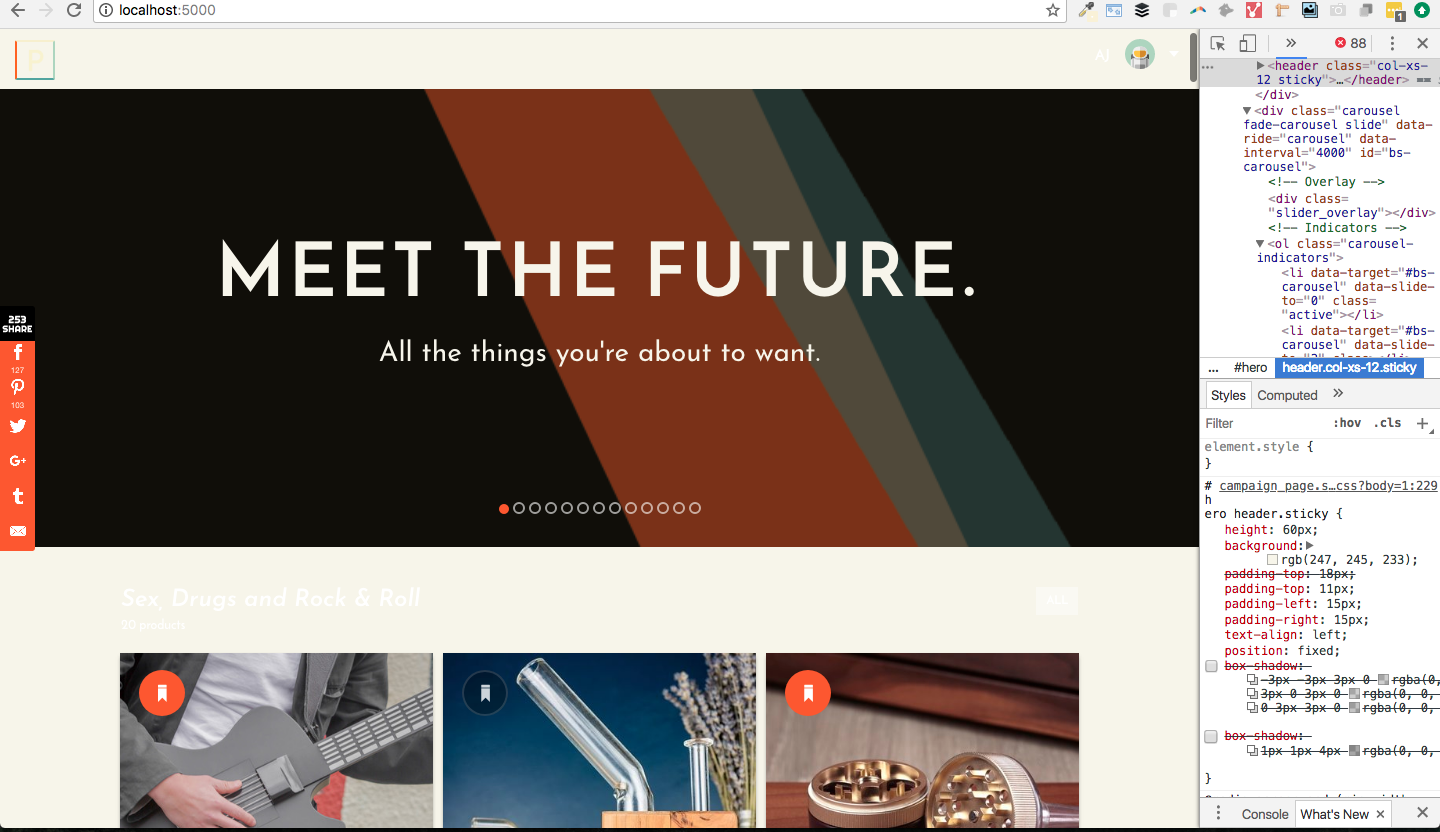 localhost:5000
1
P
AJ
MEET THE FUTURE.
All the things you're about to want.
253
SHARE
127
103
Sex, Drugs and Rock & Roll
20 products
ALL
88
<header class="col-xs-
12 sticky">…</header> ==
</div>
<div class="carousel
fade-carousel slide" data-
ride="carousel" data-
interval="4000" id="bs-
carousel">
<!-- Overlay -->
<div class=
"slider_overlay"></div>
<!-- Indicators -->
<ol class="carousel-
indicators">
<li data-target="#bs-
carousel" data-slide-
to="0" class=
"active"></li>
<li data-target="#bs-
carousel" data-slide-
... #hero header.col-xs-12.sticky
Styles Computed
Filter :hov .cls +
element.style {
}
# campaign_page.s…css?body=1:229
h
ero header.sticky {
height: 60px;
background:
rgb(247, 245, 233);
padding-top: 18px;
padding-top: 11px;
padding-left: 15px;
padding-right: 15px;
text-align: left;
position: fixed;
box-shadow:
-3px -3px 3px 0 rgba(0,
3px 0 3px 0 rgba(0, 0,
0 3px 3px 0 rgba(0, 0,
box-shadow:
1px 1px 4px rgba(0, 0,
}
Console What's New